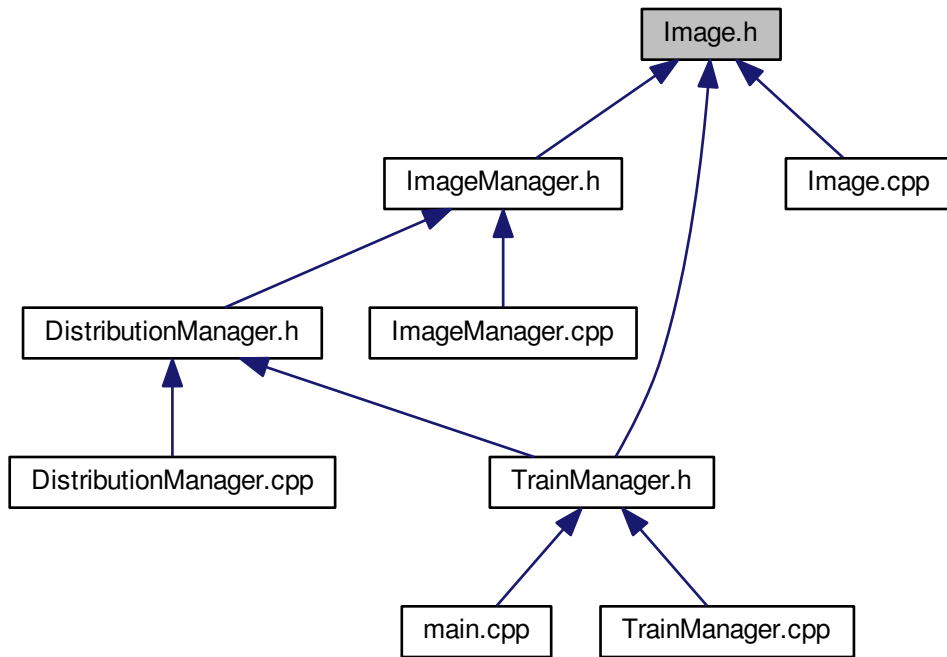 Image.h
ImageManager.h
Image.cpp
DistributionManager.h
ImageManager.cpp
DistributionManager.cpp
TrainManager.h
main.cpp
TrainManager.cpp